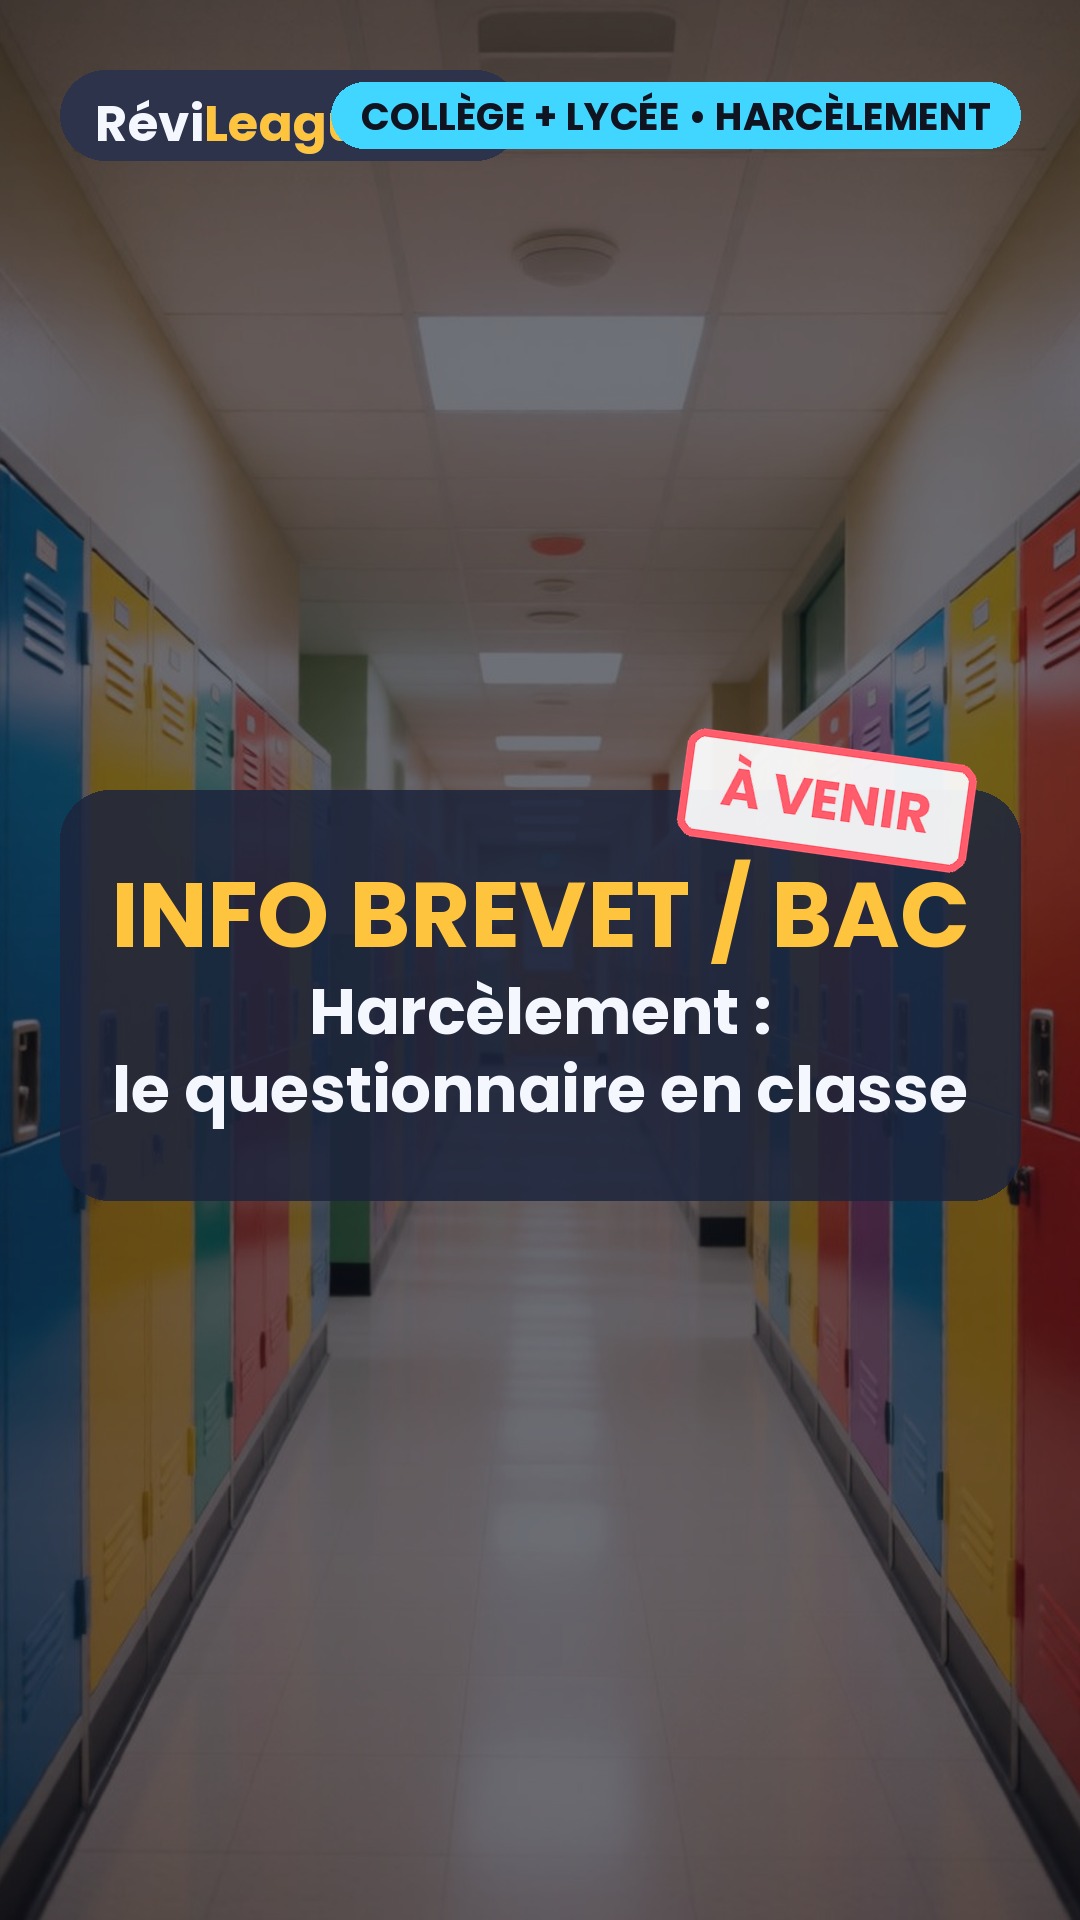 RéviLeag
COLLÈGE + LYCÉE • HARCÈLEMENT
À VENIR
INFO BREVET / BAC
Harcèlement :
le questionnaire en classe